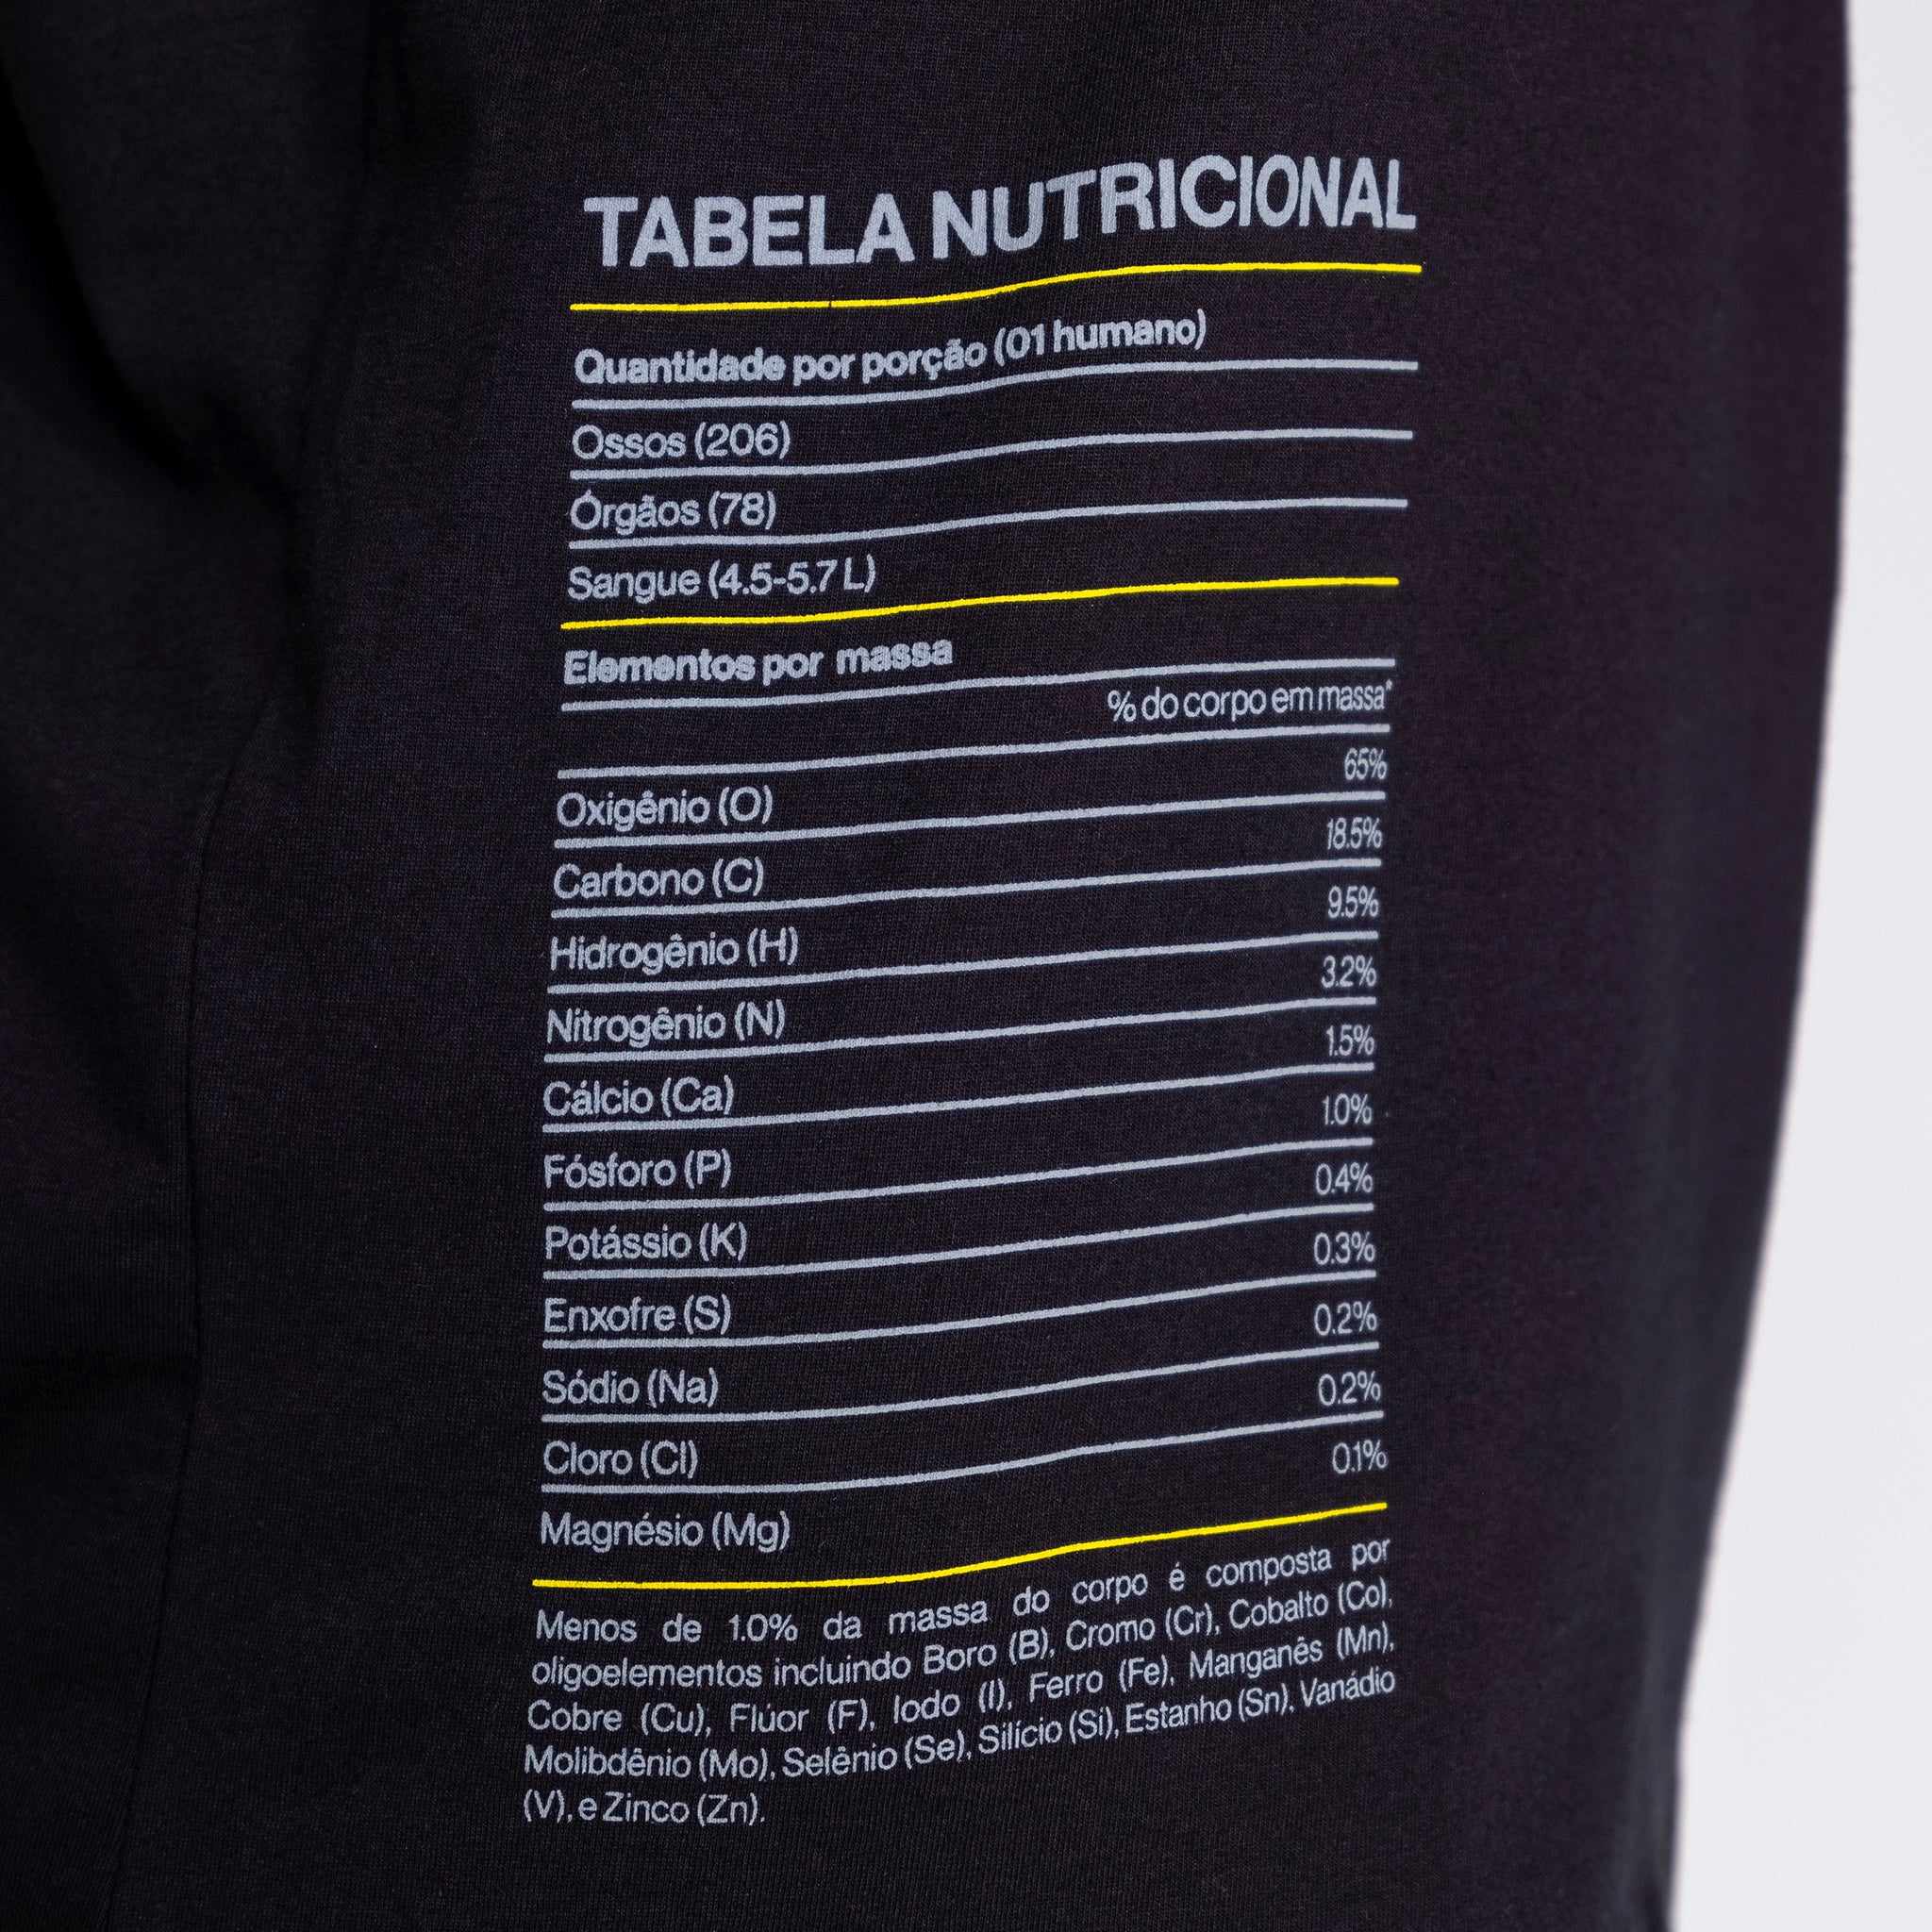 TABELA NUTRICIONAL
Quantidade por porção (01 humano)
Ossos (206)
Órgãos (78)
Sangue (4.5-5.7 L)
Elementos por massa
% do corpo em massa*
Oxigênio (O) 65%
Carbono (C) 18.5%
Hidrogênio (H) 9.5%
Nitrogênio (N) 3.2%
Cálcio (Ca) 1.5%
Fósforo (P) 1.0%
Potássio (K) 0.4%
Enxofre (S) 0.3%
Sódio (Na) 0.2%
Cloro (Cl) 0.2%
Magnésio (Mg) 0.1%
Menos de 1.0% da massa do corpo é composta por
oligoelementos incluindo Boro (B), Cromo (Cr), Cobalto (Co),
Cobre (Cu), Flúor (F), Iodo (I), Ferro (Fe), Manganês (Mn),
Molibdênio (Mo), Selênio (Se), Silício (Si), Estanho (Sn), Vanádio
(V), e Zinco (Zn).